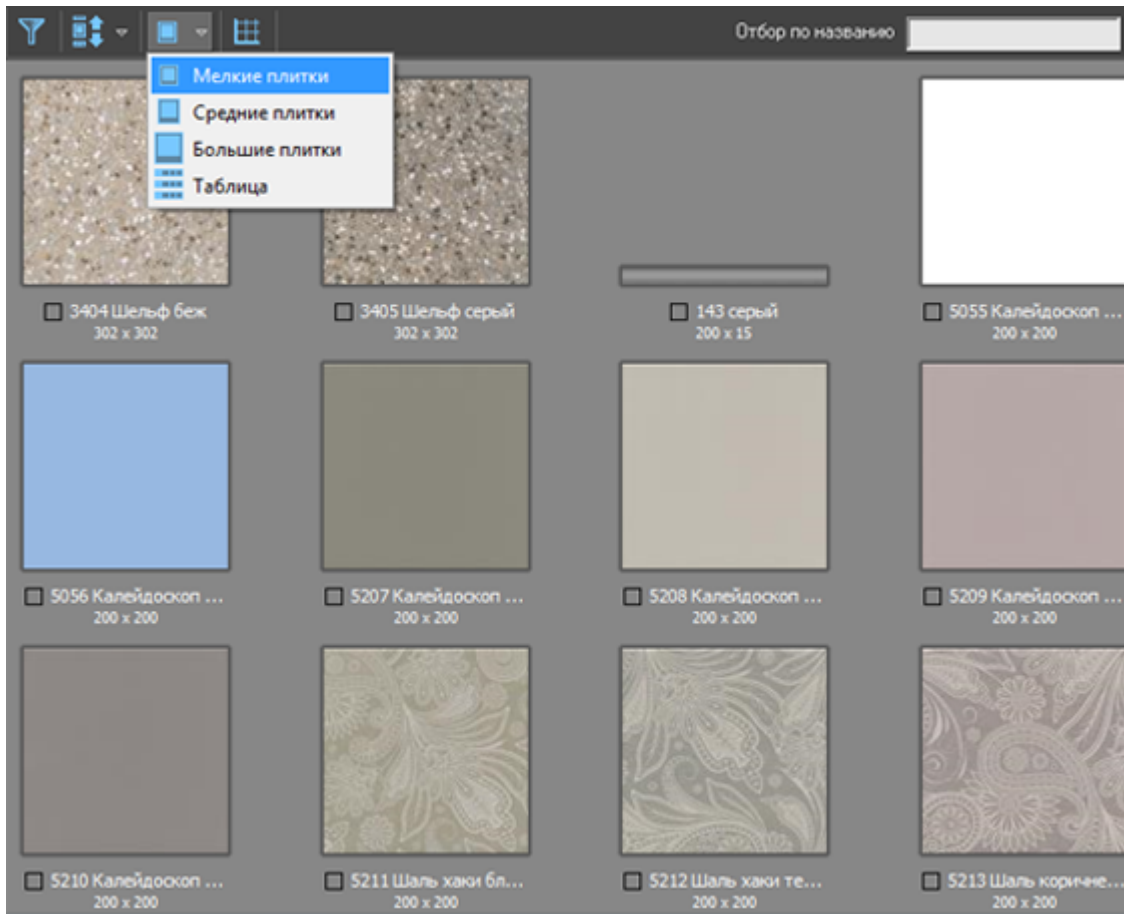 Отбор по названию
Мелкие плитки
Средние плитки
Большие плитки
Таблица
3404 Шельф беж
302 x 302
3405 Шельф серый
302 x 302
143 серый
200 x 15
5055 Калейдоскоп ...
200 x 200
5056 Калейдоскоп ...
200 x 200
5207 Калейдоскоп ...
200 x 200
5208 Калейдоскоп ...
200 x 200
5209 Калейдоскоп ...
200 x 200
5210 Калейдоскоп ...
200 x 200
5211 Шаль хаки бл...
200 x 200
5212 Шаль хаки те...
200 x 200
5213 Шаль коричне...
200 x 200